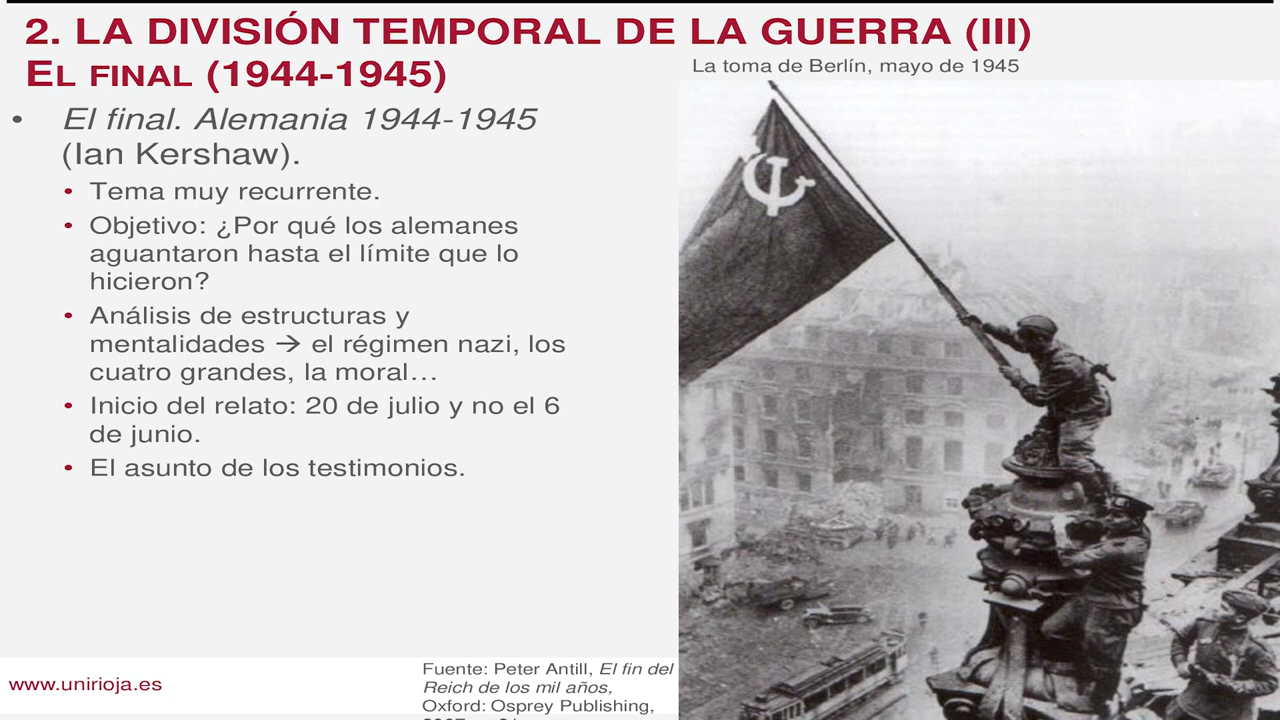 2. LA DIVISIÓN TEMPORAL DE LA GUERRA (III)
EL FINAL (1944-1945)
La toma de Berlín, mayo de 1945
• El final. Alemania 1944-1945
(Ian Kershaw).
• Tema muy recurrente.
• Objetivo: ¿Por qué los alemanes
aguantaron hasta el límite que lo
hicieron?
• Análisis de estructuras y
mentalidades → el régimen nazi, los
cuatro grandes, la moral…
• Inicio del relato: 20 de julio y no el 6
de junio.
• El asunto de los testimonios.
www.unirioja.es
Fuente: Peter Antill, El fin del
Reich de los mil años,
Oxford: Osprey Publishing,